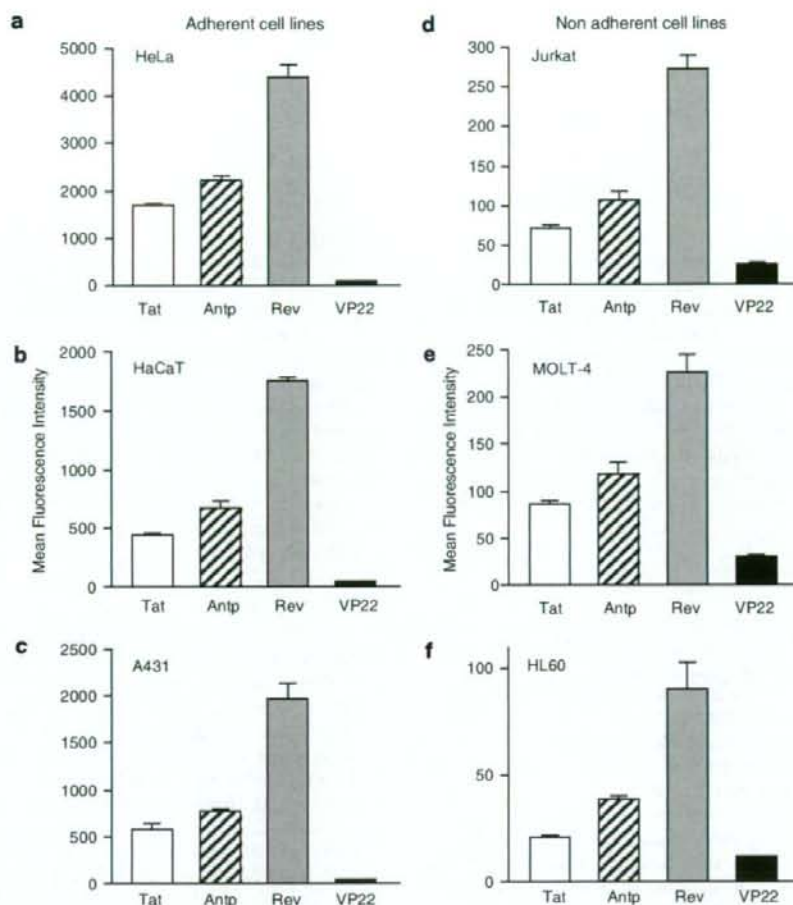 a
Adherent cell lines
HeLa
5000
4000
3000
2000
1000
0
Tat Antp Rev VP22
b
HaCaT
2000
1500
1000
500
0
Tat Antp Rev VP22
Mean Fluorescence Intensity
c
A431
2500
2000
1500
1000
500
0
Tat Antp Rev VP22
d
Non adherent cell lines
Jurkat
300
250
200
150
100
50
0
Tat Antp Rev VP22
e
MOLT-4
250
200
150
100
50
0
Tat Antp Rev VP22
Mean Fluorescence Intensity
f
HL60
100
50
0
Tat Antp Rev VP22